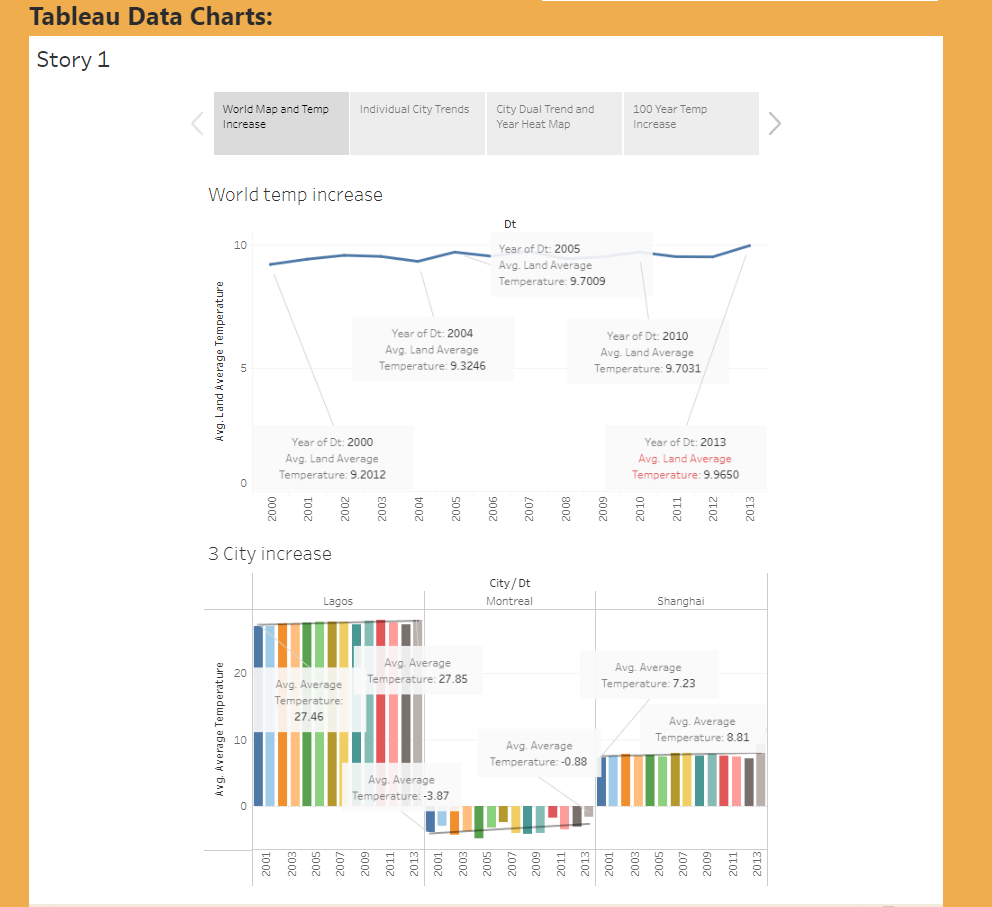 Tableau Data Charts:
Story 1
World Map and Temp
Increase
Individual City Trends
City Dual Trend and
Year Heat Map
100 Year Temp
Increase
World temp increase
Dt
Avg. Land Average Temperature
10
5
0
Year of Dt: 2005
Avg. Land Average
Temperature: 9.7009
Year of Dt: 2004
Avg. Land Average
Temperature: 9.3246
Year of Dt: 2010
Avg. Land Average
Temperature: 9.7031
Year of Dt: 2000
Avg. Land Average
Temperature: 9.2012
Year of Dt: 2013
Avg. Land Average
Temperature: 9.9650
2000 2001 2002 2003 2004 2005 2006 2007 2008 2009 2010 2011 2012 2013
3 City increase
City / Dt
Lagos Montreal Shanghai
Avg. Average Temperature
20
10
0
Avg. Average
Temperature:
27.46
Avg. Average
Temperature: 27.85
Avg. Average
Temperature: -3.87
Avg. Average
Temperature: -0.88
Avg. Average
Temperature: 7.23
Avg. Average
Temperature: 8.81
2001 2003 2005 2007 2009 2011 2013 2001 2003 2005 2007 2009 2011 2013 2001 2003 2005 2007 2009 2011 2013